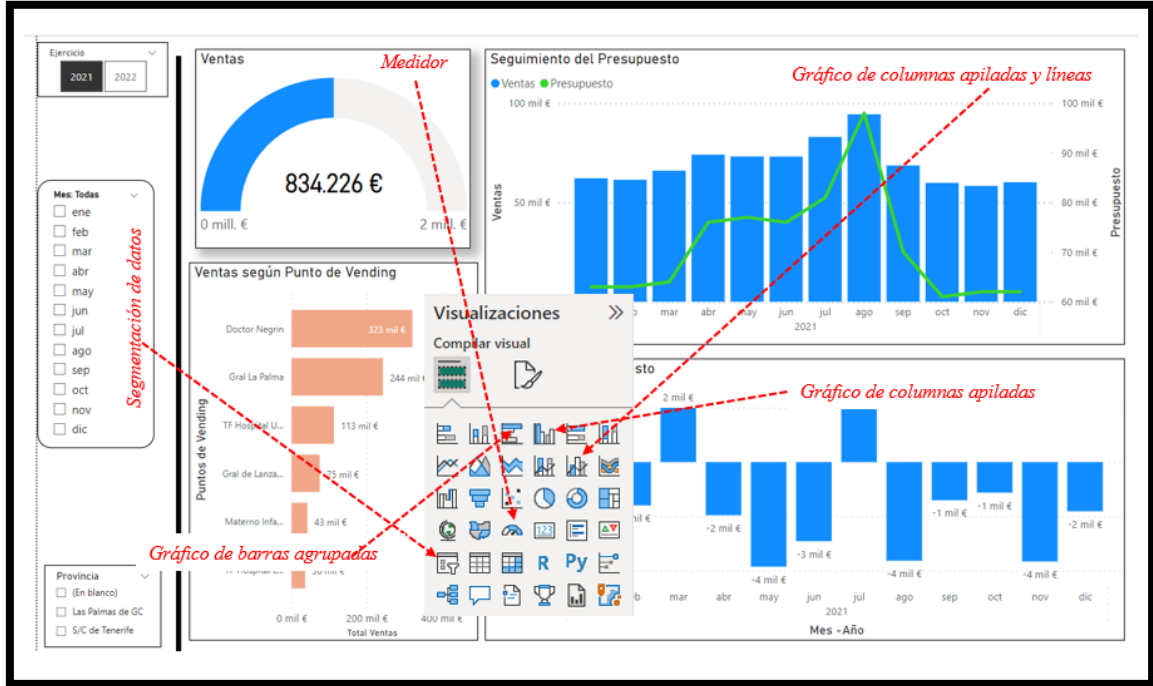 Ejercicio
2021 2022
Mes: Todas
ene
feb
mar
abr
may
jun
jul
ago
sep
oct
nov
dic
Segmentación de datos
Provincia
(En blanco)
Las Palmas de GC
S/C de Tenerife
Ventas
Medidor
834.226 €
0 mill. € 2 mill. €
Ventas según Punto de Vending
Puntos de Vending
Doctor Negrin 323 mil €
Gral La Palma 244 mil €
TF Hospital U... 113 mil €
Gral de Lanza... 75 mil €
Materno Infa... 43 mil €
Gráfico de barras agrupadas
0 mil € 200 mil € 400 mil €
Total Ventas
Visualizaciones
Compilar visual
123
R Py
Seguimiento del Presupuesto
Gráfico de columnas apiladas y líneas
Ventas Presupuesto
100 mil € 100 mil €
90 mil €
50 mil € 80 mil €
70 mil €
60 mil €
Ventas
Presupuesto
mar abr may jun jul ago sep oct nov dic
2021
Gráfico de columnas apiladas
2 mil €
-2 mil €
-4 mil €
-3 mil €
-4 mil €
-1 mil €
-1 mil €
-4 mil €
-2 mil €
mar abr may jun jul ago sep oct nov dic
2021
Mes -Año